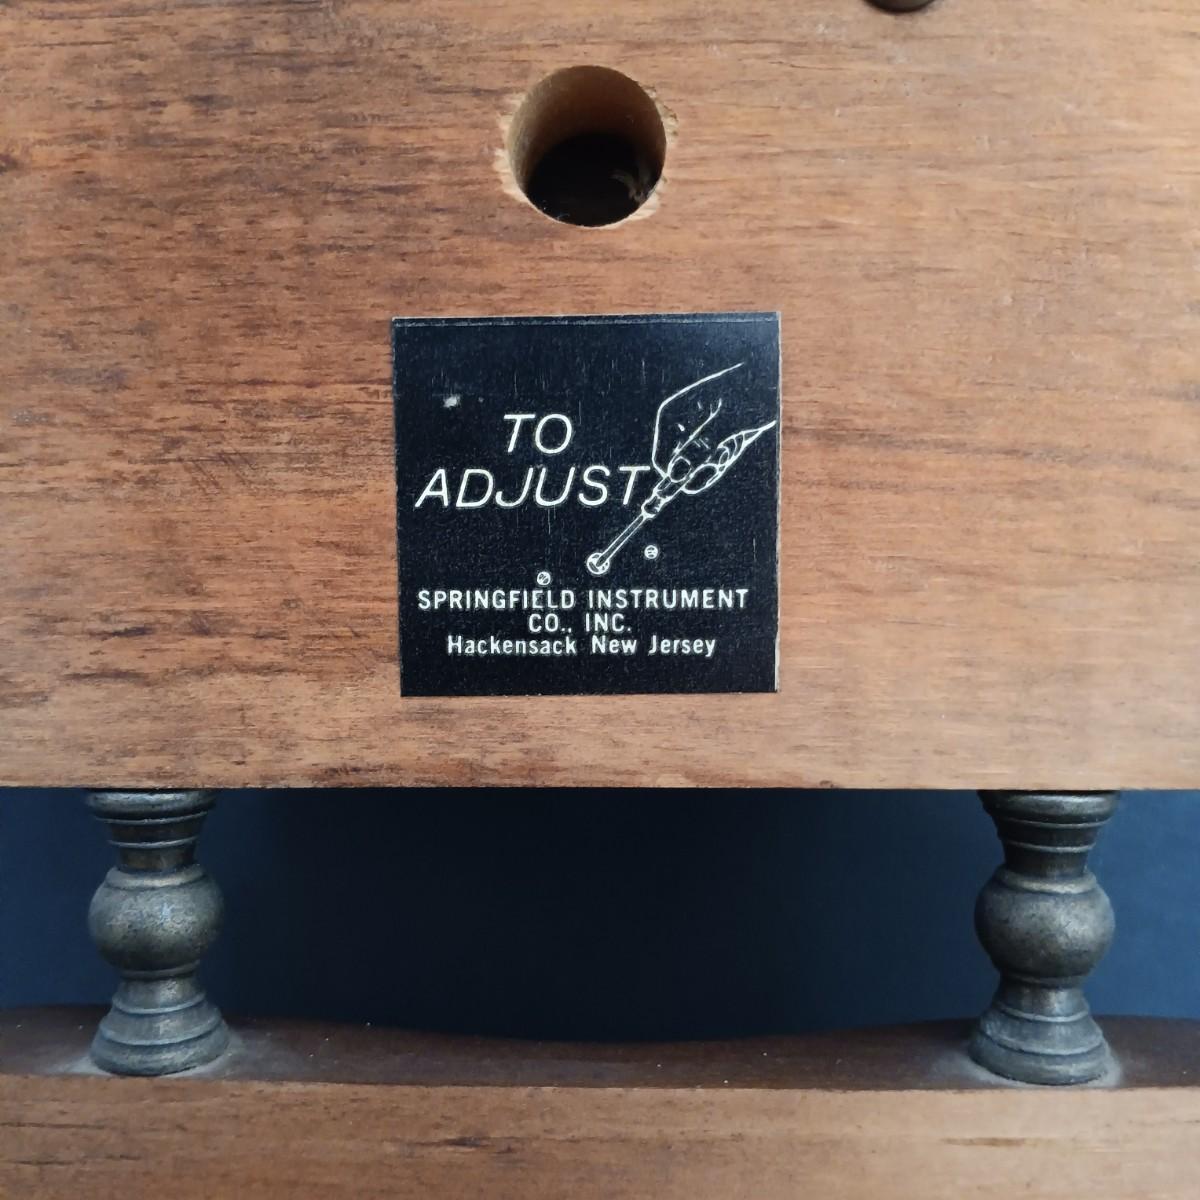 TO
ADJUST
SPRINGFIELD INSTRUMENT
CO., INC.
Hackensack New Jersey